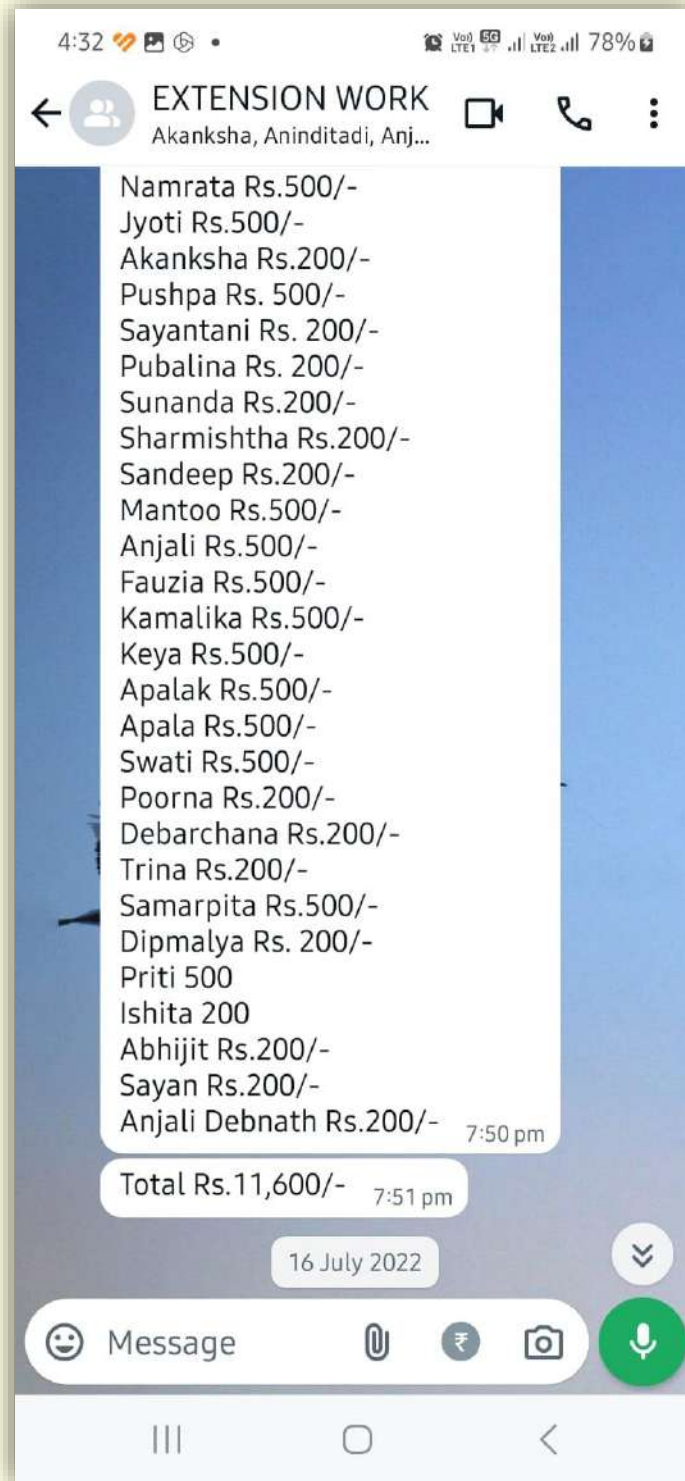 4:32
Vo) LTE1 5G Vo) LTE2 78%
EXTENSION WORK
Akanksha, Aninditadi, Anj...
Namrata Rs.500/-
Jyoti Rs.500/-
Akanksha Rs.200/-
Pushpa Rs. 500/-
Sayantani Rs. 200/-
Pubalina Rs. 200/-
Sunanda Rs.200/-
Sharmishtha Rs.200/-
Sandeep Rs.200/-
Mantoo Rs.500/-
Anjali Rs.500/-
Fauzia Rs.500/-
Kamalika Rs.500/-
Keya Rs.500/-
Apalak Rs.500/-
Apala Rs.500/-
Swati Rs.500/-
Poorna Rs.200/-
Debarchana Rs.200/-
Trina Rs.200/-
Samarpita Rs.500/-
Dipmalya Rs. 200/-
Priti 500
Ishita 200
Abhijit Rs.200/-
Sayan Rs.200/-
Anjali Debnath Rs.200/-
7:50 pm
Total Rs.11,600/-
7:51 pm
16 July 2022
Message ₹